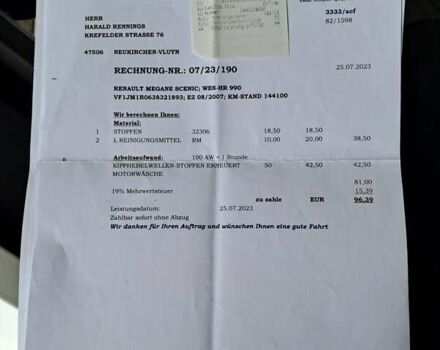 HERR
3333/acf
HARALD RENNINGS
82/1598
KREFELDER STRASSE 76
47506 NEUKIRCHEN-VLUYN
25.07.2023
RECHNUNG-NR.: 07/23/190
RENAULT MEGANE SCENIC; WES-HR 990
VF1JM1R0638321893; EZ 08/2007; KM-STAND 144100
Wir berechnen Ihnen:
Material:
1 STOPFEN 32306 18,50 18,50
2 L REINIGUNGSMITTEL RM 10,00 20,00 38,50
Arbeitsaufwand: 100 AW = 1 Stunde
KIPPHEBELWELLEN-STOPFEN ERNEUERT 50 42,50 42,50
MOTORWÄSCHE
81,00
19% Mehrwertsteuer 15,39
zu zahle EUR 96,39
Leistungsdatum: 25.07.2023
Zahlbar sofort ohne Abzug
Wir danken für Ihren Auftrag und wünschen Ihnen eine gute Fahrt